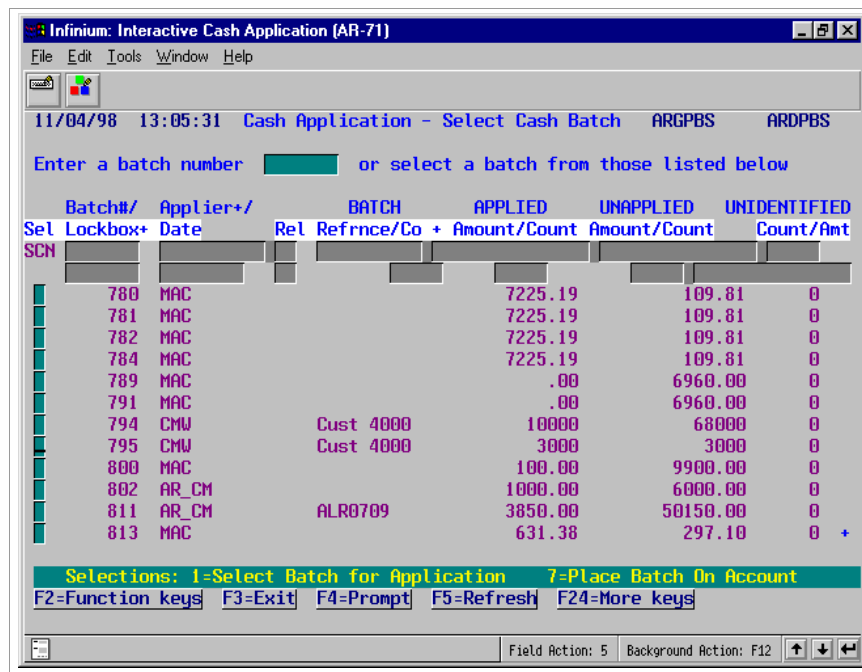 Infinium: Interactive Cash Application (AR-71)
File Edit Tools Window Help
11/04/98 13:05:31 Cash Application - Select Cash Batch ARGPBS ARDPBS
Enter a batch number or select a batch from those listed below
Batch#/ Applier+/ BATCH APPLIED UNAPPLIED UNIDENTIFIED
Sel Lockbox+ Date Rel Refrnce/Co + Amount/Count Amount/Count Count/Amt
SCN
780 MAC 7225.19 109.81 0
781 MAC 7225.19 109.81 0
782 MAC 7225.19 109.81 0
784 MAC 7225.19 109.81 0
789 MAC .00 6960.00 0
791 MAC .00 6960.00 0
794 CMW Cust 4000 10000 68000 0
795 CMW Cust 4000 3000 3000 0
800 MAC 100.00 9900.00 0
802 AR_CM 1000.00 6000.00 0
811 AR_CM ALR0709 3850.00 50150.00 0
813 MAC 631.38 297.10 0 +
Selections: 1=Select Batch for Application 7=Place Batch On Account
F2=Function keys F3=Exit F4=Prompt F5=Refresh F24=More keys
Field Action: 5 Background Action: F12